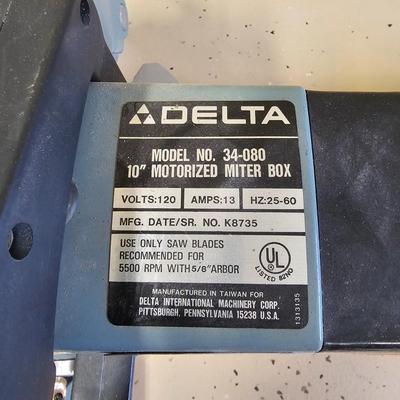 DELTA
MODEL NO. 34-080
10" MOTORIZED MITER BOX
VOLTS:120 AMPS:13 HZ:25-60
MFG. DATE/SR. NO. K8735
USE ONLY SAW BLADES
RECOMMENDED FOR
5500 RPM WITH 5/8" ARBOR
UL
LISTED 82N0
MANUFACTURED IN TAIWAN FOR
DELTA INTERNATIONAL MACHINERY CORP.
PITTSBURGH, PENNSYLVANIA 15238 U.S.A.
1313135